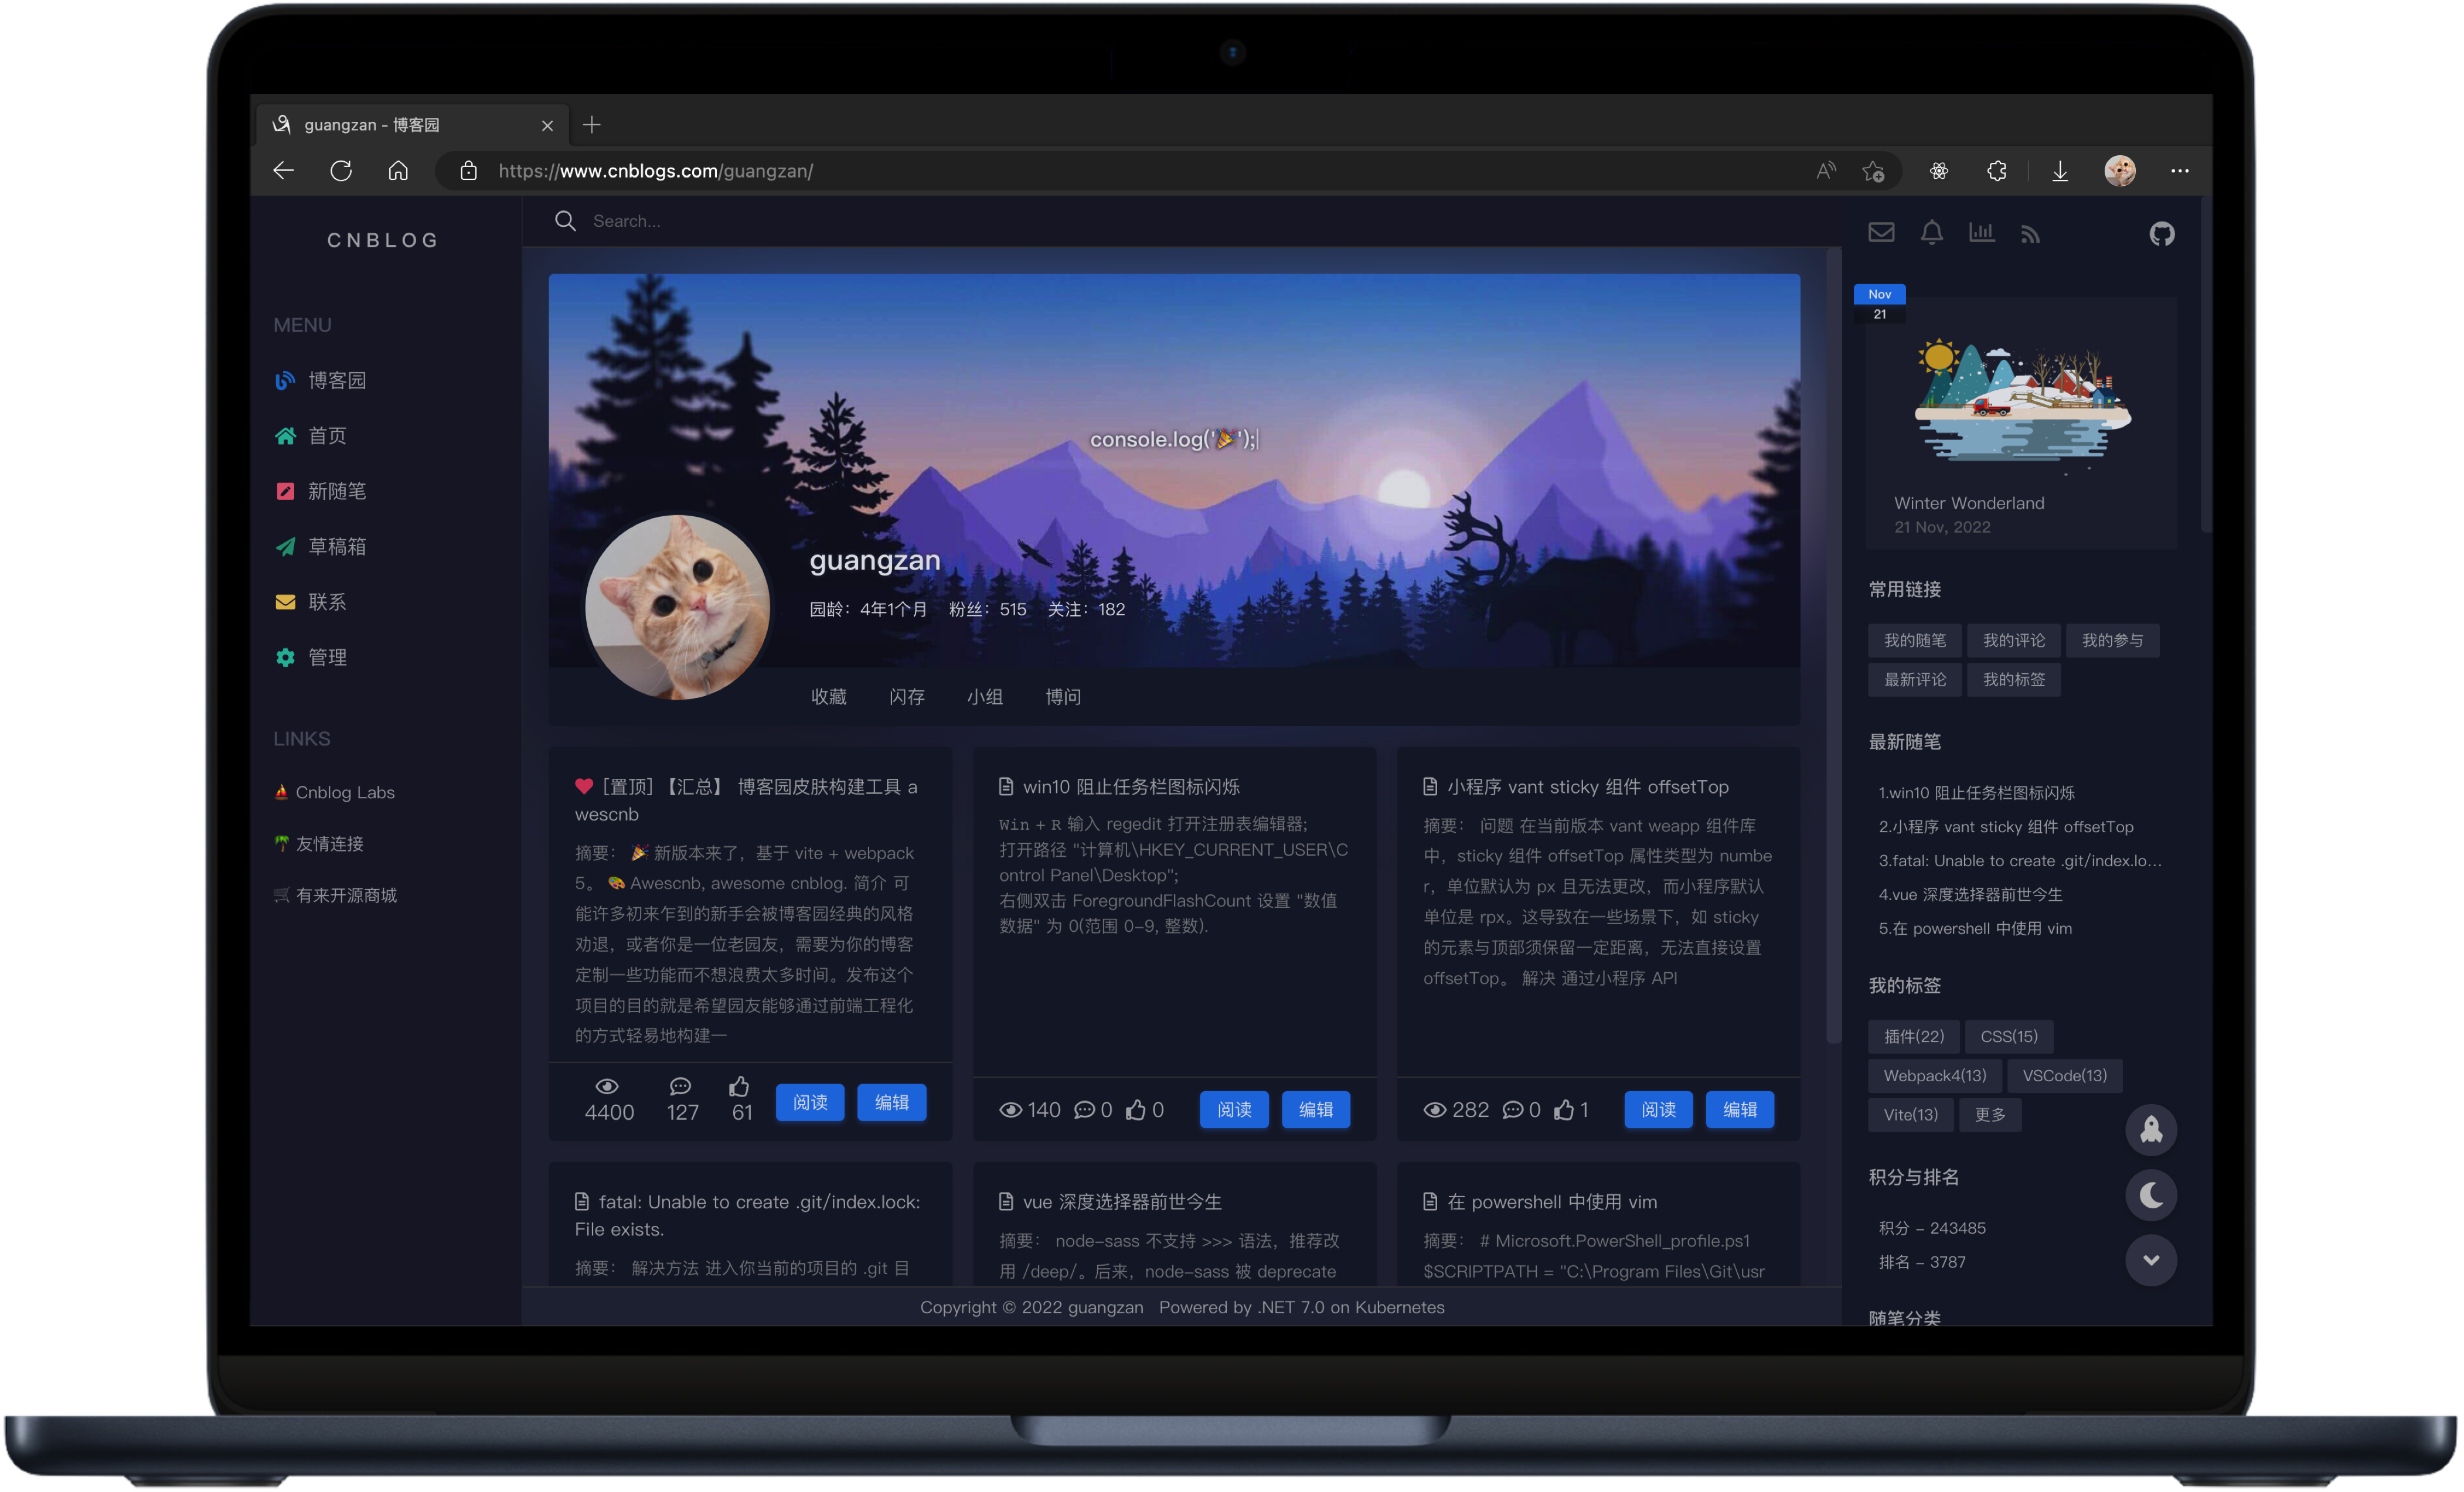 guangzan - 博客园
https://www.cnblogs.com/guangzan/
CNBLOG
MENU
博客园
首页
新随笔
草稿箱
联系
管理
LINKS
Cnblog Labs
友情连接
有来开源商城
Search...
console.log('🎉');
guangzan
园龄：4年1个月 粉丝：515 关注：182
收藏 闪存 小组 博问
[置顶] 【汇总】 博客园皮肤构建工具 a
wescnb
摘要： 🎉 新版本来了，基于 vite + webpack
5。 🎨 Awescnb, awesome cnblog. 简介 可
能许多初来乍到的新手会被博客园经典的风格
劝退，或者你是一位老园友，需要为你的博客
定制一些功能而不想浪费太多时间。发布这个
项目的目的就是希望园友能够通过前端工程化
的方式轻易地构建一
4400 127 61 阅读 编辑
win10 阻止任务栏图标闪烁
Win + R 输入 regedit 打开注册表编辑器;
打开路径 "计算机\HKEY_CURRENT_USER\C
ontrol Panel\Desktop";
右侧双击 ForegroundFlashCount 设置 "数值
数据" 为 0(范围 0-9, 整数).
140 0 0 阅读 编辑
小程序 vant sticky 组件 offsetTop
摘要： 问题 在当前版本 vant weapp 组件库
中，sticky 组件 offsetTop 属性类型为 numbe
r，单位默认为 px 且无法更改，而小程序默认
单位是 rpx。这导致在一些场景下，如 sticky
的元素与顶部须保留一定距离，无法直接设置
offsetTop。 解决 通过小程序 API
282 0 1 阅读 编辑
fatal: Unable to create .git/index.lock:
File exists.
摘要： 解决方法 进入你当前的项目的 .git 目
vue 深度选择器前世今生
摘要： node-sass 不支持 >>> 语法，推荐改
用 /deep/。后来，node-sass 被 deprecate
在 powershell 中使用 vim
摘要： # Microsoft.PowerShell_profile.ps1
$SCRIPTPATH = "C:\Program Files\Git\usr
Copyright © 2022 guangzan Powered by .NET 7.0 on Kubernetes
Nov
21
Winter Wonderland
21 Nov, 2022
常用链接
我的随笔 我的评论 我的参与
最新评论 我的标签
最新随笔
1.win10 阻止任务栏图标闪烁
2.小程序 vant sticky 组件 offsetTop
3.fatal: Unable to create .git/index.lo...
4.vue 深度选择器前世今生
5.在 powershell 中使用 vim
我的标签
插件(22) CSS(15)
Webpack4(13) VSCode(13)
Vite(13) 更多
积分与排名
积分 - 243485
排名 - 3787
随笔分类